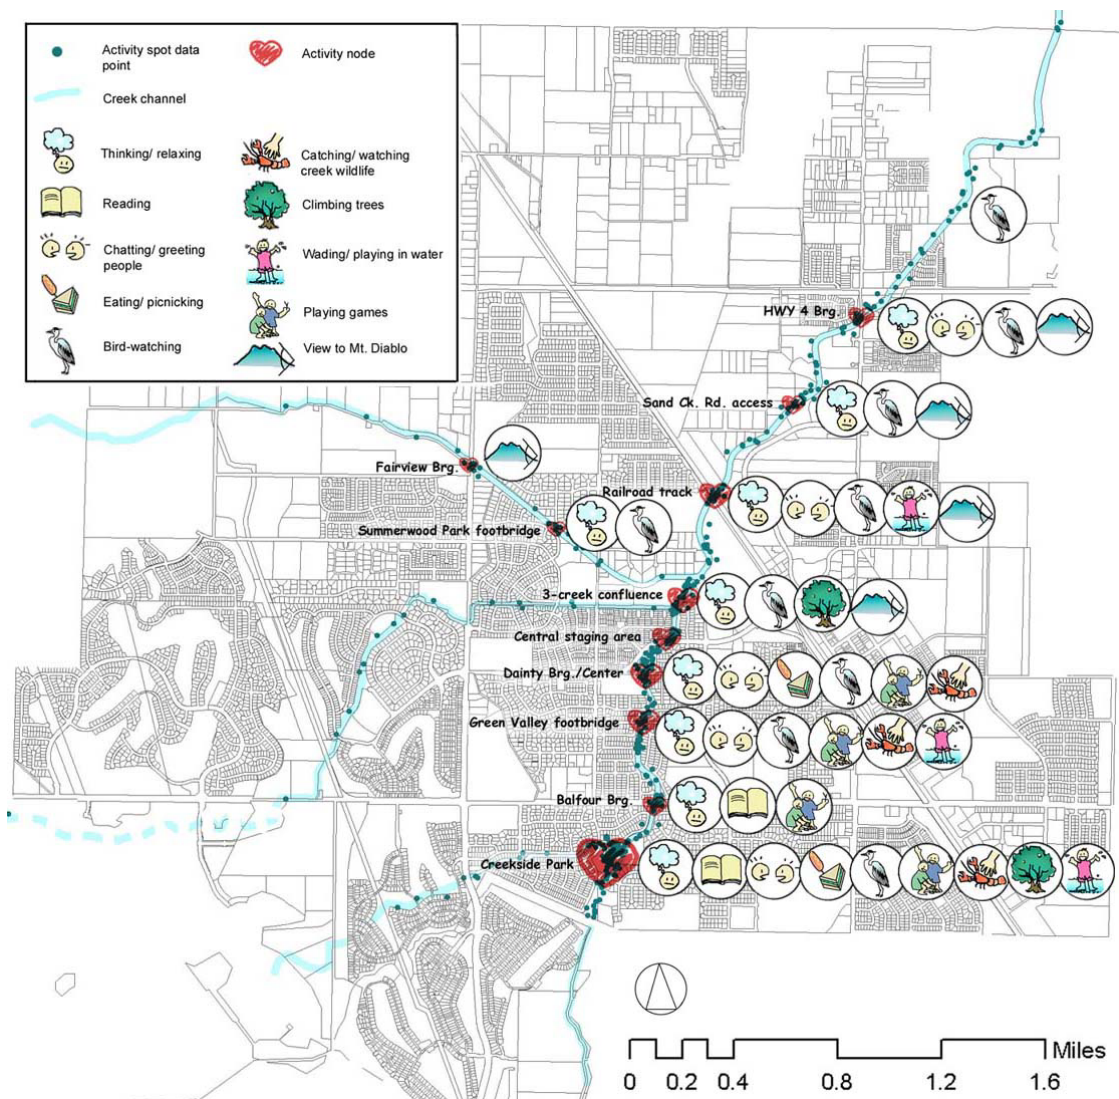 Activity spot data
point
Activity node
Creek channel
Thinking/ relaxing
Catching/ watching
creek wildlife
Reading
Climbing trees
Chatting/ greeting
people
Wading/ playing in water
Eating/ picnicking
Playing games
Bird-watching
View to Mt. Diablo
HWY 4 Brg.
Sand Ck. Rd. access
Fairview Brg.
Railroad track
Summerwood Park footbridge
3-creek confluence
Central staging area
Dainty Brg./Center
Green Valley footbridge
Balfour Brg.
Creekside Park
Miles
0 0.2 0.4 0.8 1.2 1.6